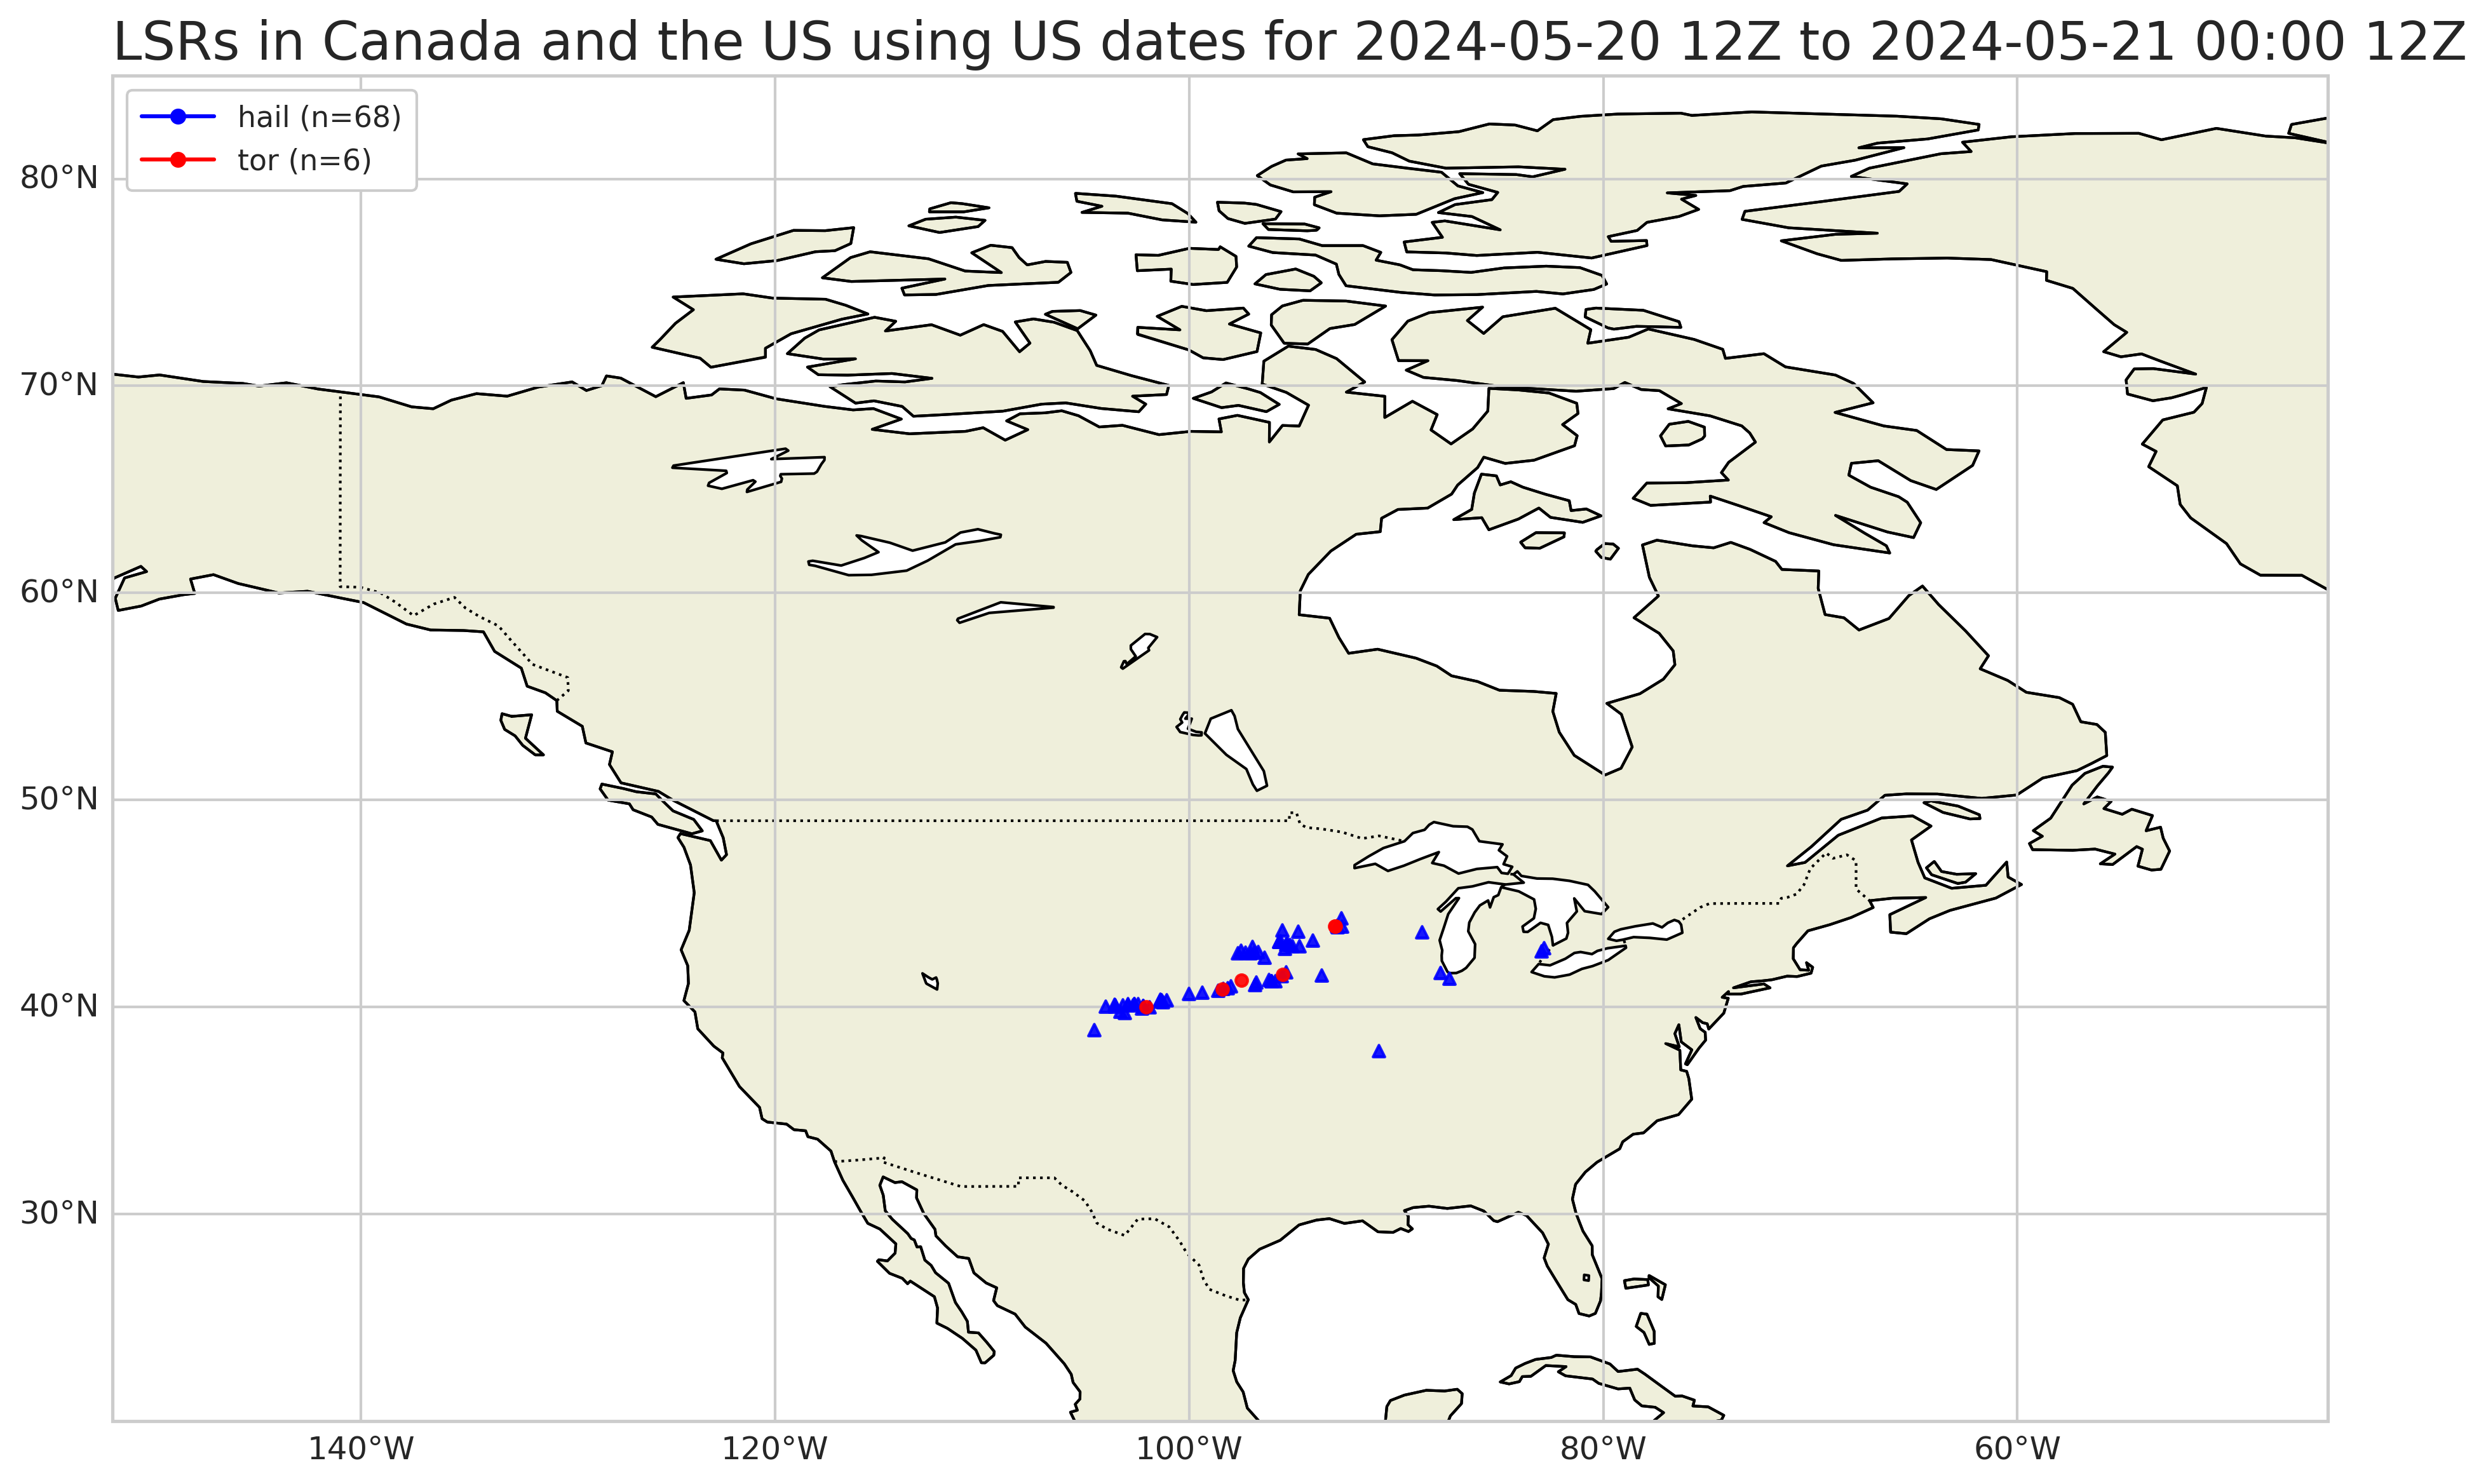 LSRs in Canada and the US using US dates for 2024-05-20 12Z to 2024-05-21 00:00 12Z
hail (n=68)
tor (n=6)
80°N
70°N
60°N
50°N
40°N
30°N
140°W 120°W 100°W 80°W 60°W